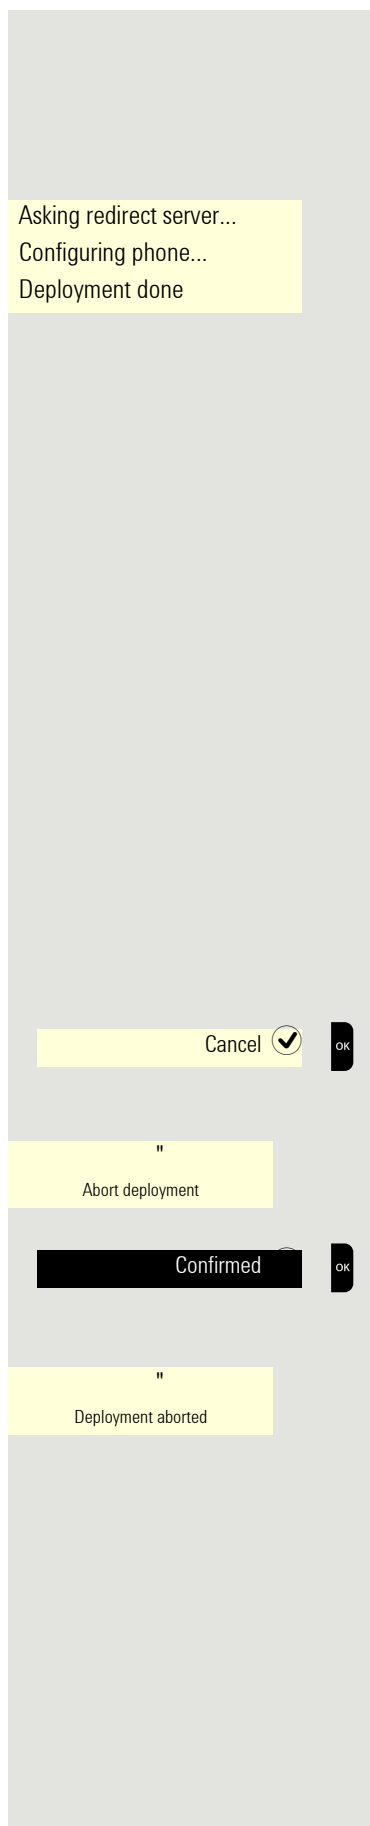 Asking redirect server...
Configuring phone...
Deployment done
Cancel OK
"
Abort deployment
Confirmed OK
"
Deployment aborted